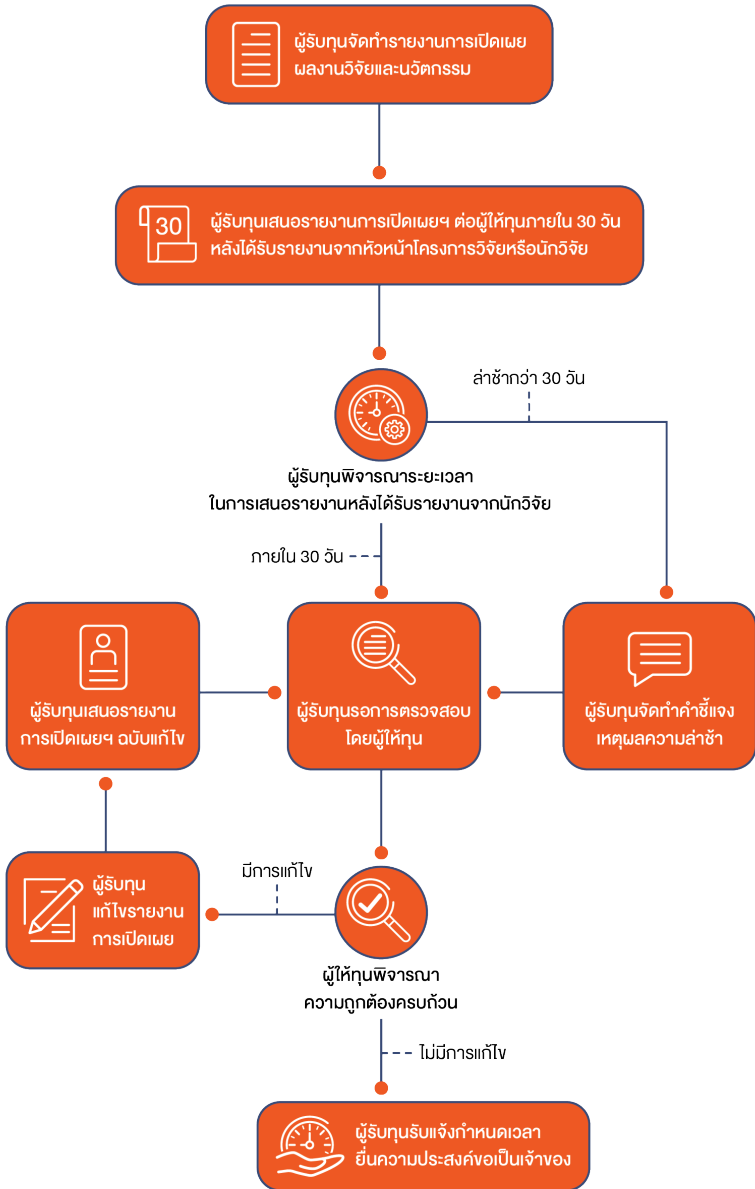 ผู้รับทุนจัดทำรายงานการเปิดเผย
ผลงานวิจัยและนวัตกรรม
30
ผู้รับทุนเสนอรายงานการเปิดเผยฯ ต่อผู้ให้ทุนภายใน 30 วัน
หลังได้รับรายงานจากหัวหน้าโครงการวิจัยหรือนักวิจัย
ล่าช้ากว่า 30 วัน
ผู้รับทุนพิจารณาระยะเวลา
ในการเสนอรายงานหลังได้รับรายงานจากนักวิจัย
ภายใน 30 วัน
ผู้รับทุนเสนอรายงาน
การเปิดเผยฯ ฉบับแก้ไข
ผู้รับทุนรอการตรวจสอบ
โดยผู้ให้ทุน
ผู้รับทุนจัดทำคำชี้แจง
เหตุผลความล่าช้า
มีการแก้ไข
ผู้รับทุน
แก้ไขรายงาน
การเปิดเผย
ผู้ให้ทุนพิจารณา
ความถูกต้องครบถ้วน
ไม่มีการแก้ไข
ผู้รับทุนรับแจ้งกำหนดเวลา
ยื่นความประสงค์ขอเป็นเจ้าของ